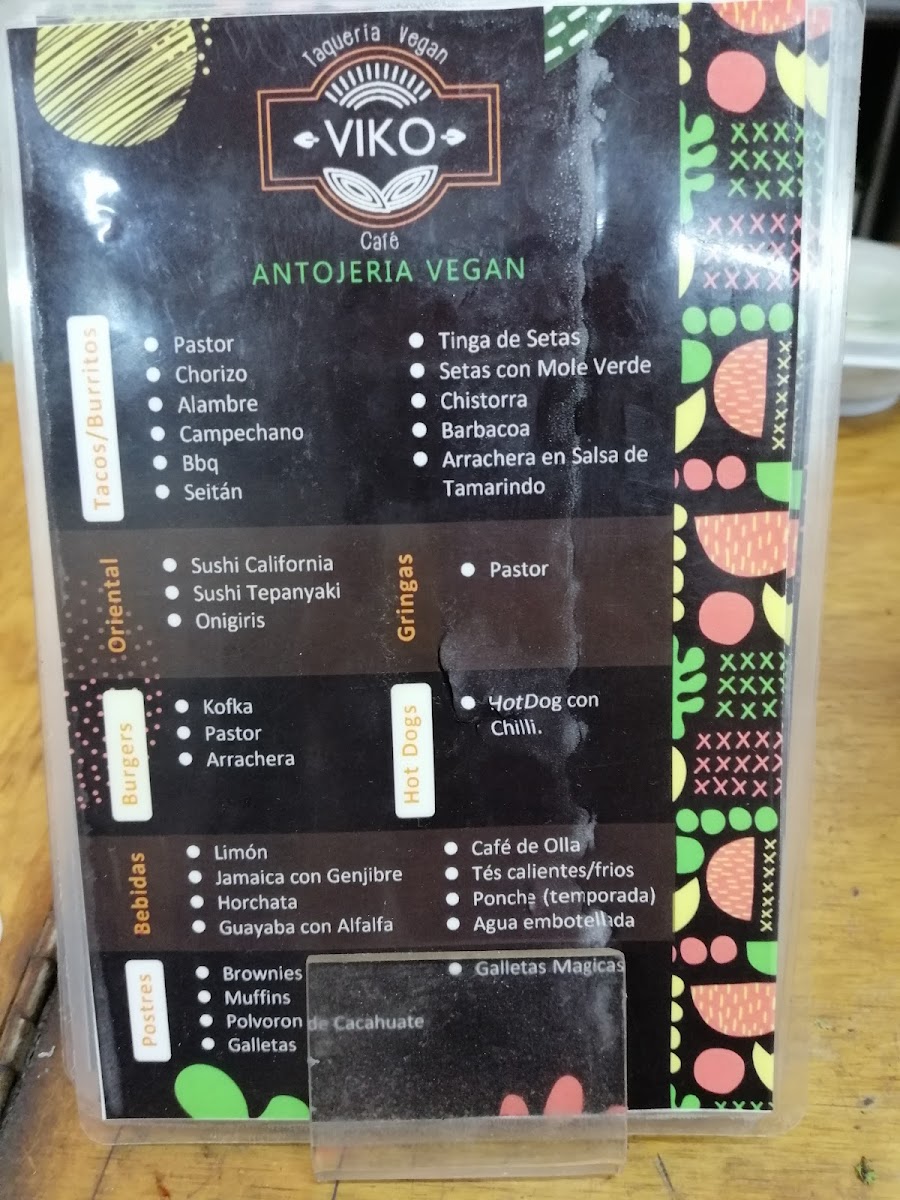 Taquería Vegan
VIKO
Café
ANTOJERIA VEGAN
Tacos/Burritos
Pastor
Chorizo
Alambre
Campechano
Bbq
Seitán
Tinga de Setas
Setas con Mole Verde
Chistorra
Barbacoa
Arrachera en Salsa de
Tamarindo
Oriental
Sushi California
Sushi Tepanyaki
Onigiris
Gringas
Pastor
Burgers
Kofka
Pastor
Arrachera
Hot Dogs
HotDog con
Chilli.
Bebidas
Limón
Jamaica con Genjibre
Horchata
Guayaba con Alfalfa
Café de Olla
Tés calientes/frios
Ponche (temporada)
Agua embotellada
Postres
Brownies
Muffins
Polvoron de Cacahuate
Galletas
Galletas Magicas